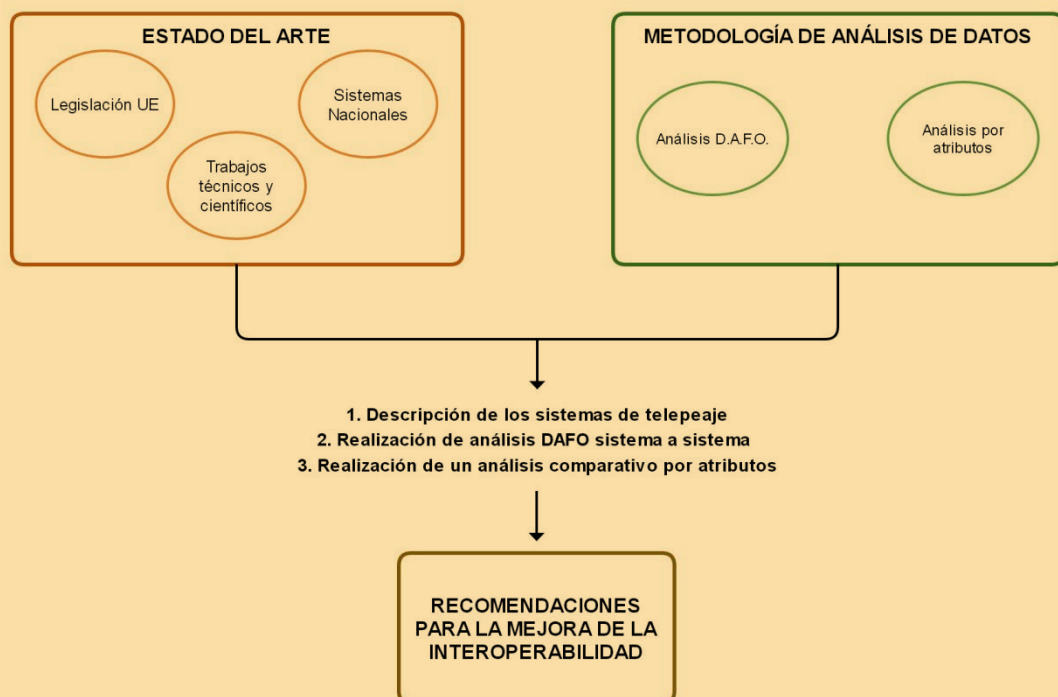 ESTADO DEL ARTE
Legislación UE
Sistemas
Nacionales
Trabajos
técnicos y
científicos
METODOLOGÍA DE ANÁLISIS DE DATOS
Análisis D.A.F.O.
Análisis por
atributos
1. Descripción de los sistemas de telepeaje
2. Realización de análisis DAFO sistema a sistema
3. Realización de un análisis comparativo por atributos
RECOMENDACIONES
PARA LA MEJORA DE LA
INTEROPERABILIDAD